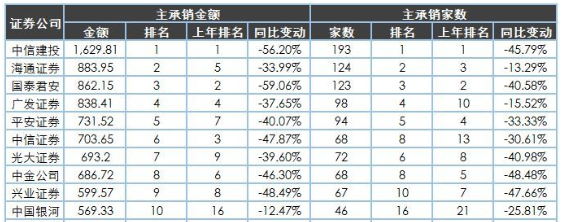 证券公司 主承销金额 主承销家数
金额 排名 上年排名 同比变动 家数 排名 上年排名 同比变动
中信建投 1,629.81 1 1 -56.20% 193 1 1 -45.79%
海通证券 883.95 2 5 -33.99% 124 2 3 -13.29%
国泰君安 862.15 3 2 -59.06% 123 3 2 -40.58%
广发证券 838.41 4 4 -37.65% 98 4 10 -15.52%
平安证券 731.52 5 7 -40.07% 94 5 4 -33.33%
中信证券 703.65 6 3 -47.87% 68 8 13 -30.61%
光大证券 693.2 7 9 -39.60% 72 6 8 -40.98%
中金公司 686.72 8 6 -46.30% 68 8 5 -48.48%
兴业证券 599.57 9 8 -48.49% 67 10 7 -47.66%
中国银河 569.33 10 16 -12.47% 46 16 21 -25.81%